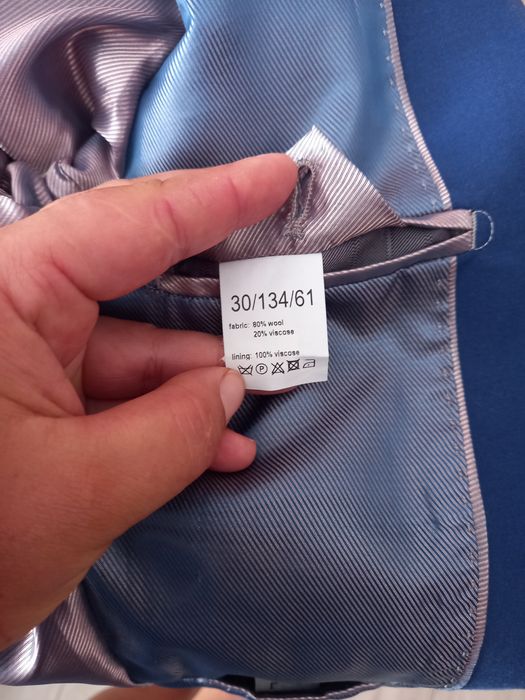 30/134/61
fabric: 80% wool
20% viscose
lining: 100% viscose
P